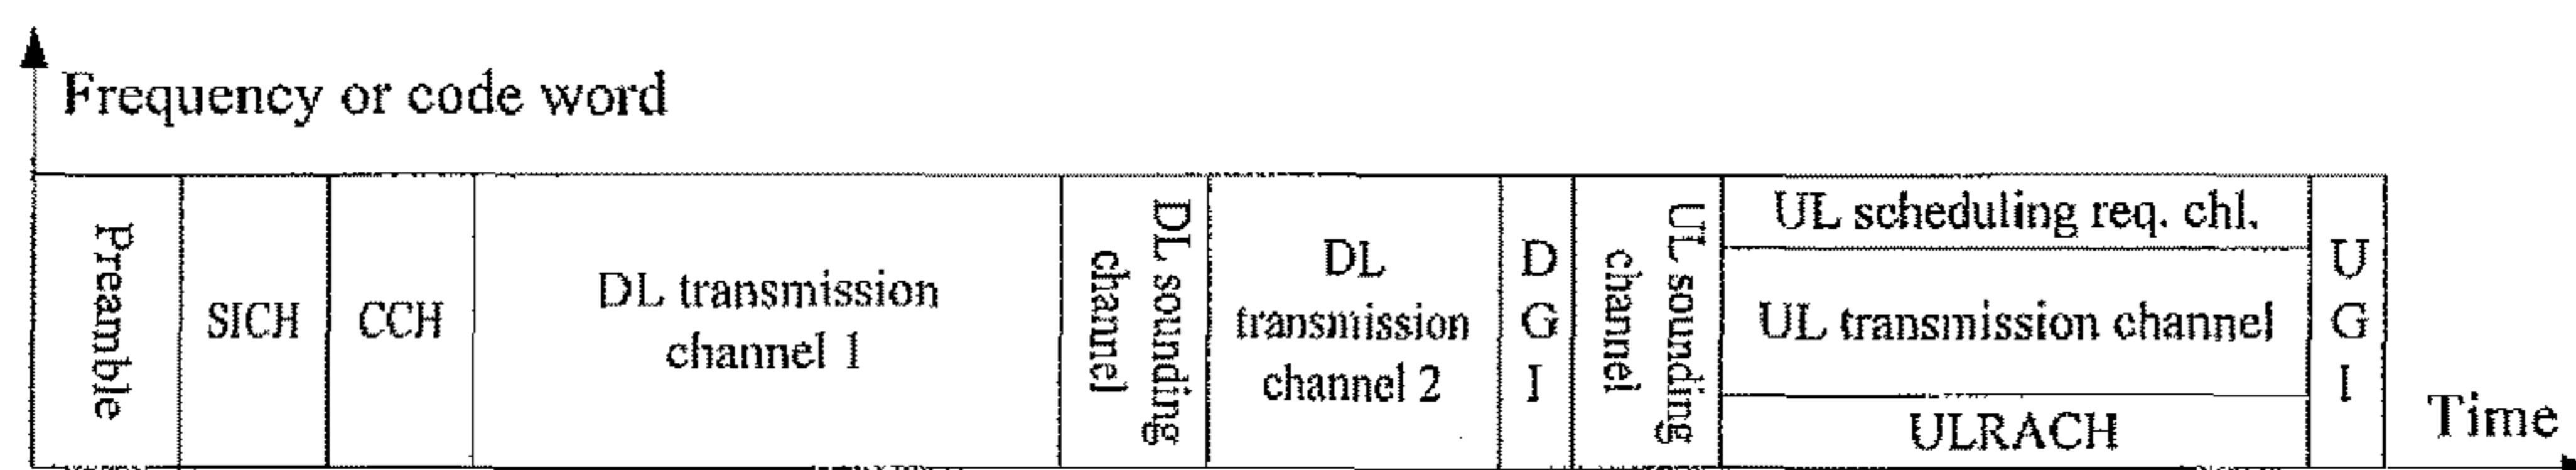 Frequency or code word
Preamble
SICH
CCH
DL transmission
channel 1
DL sounding
channel
DL
transmission
channel 2
D
G
I
UL sounding
channel
UL scheduling req. chl.
UL transmission channel
ULRACH
U
G
I
Time